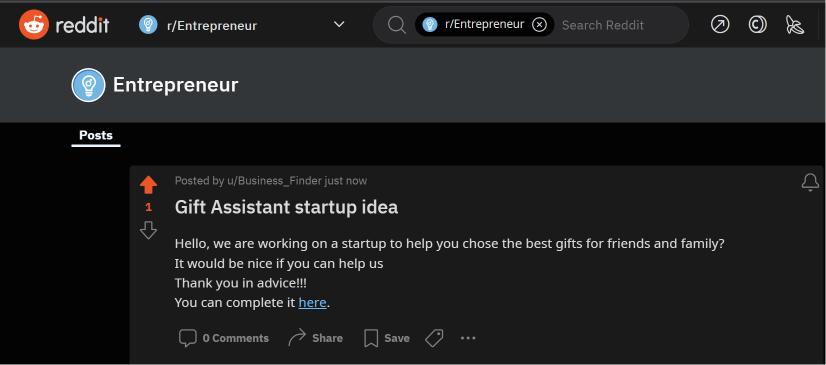 reddit r/Entrepreneur r/Entrepreneur Search Reddit
Entrepreneur
Posts
Posted by u/Business_Finder just now
1
Gift Assistant startup idea
Hello, we are working on a startup to help you chose the best gifts for friends and family?
It would be nice if you can help us
Thank you in advice!!!
You can complete it here.
0 Comments Share Save